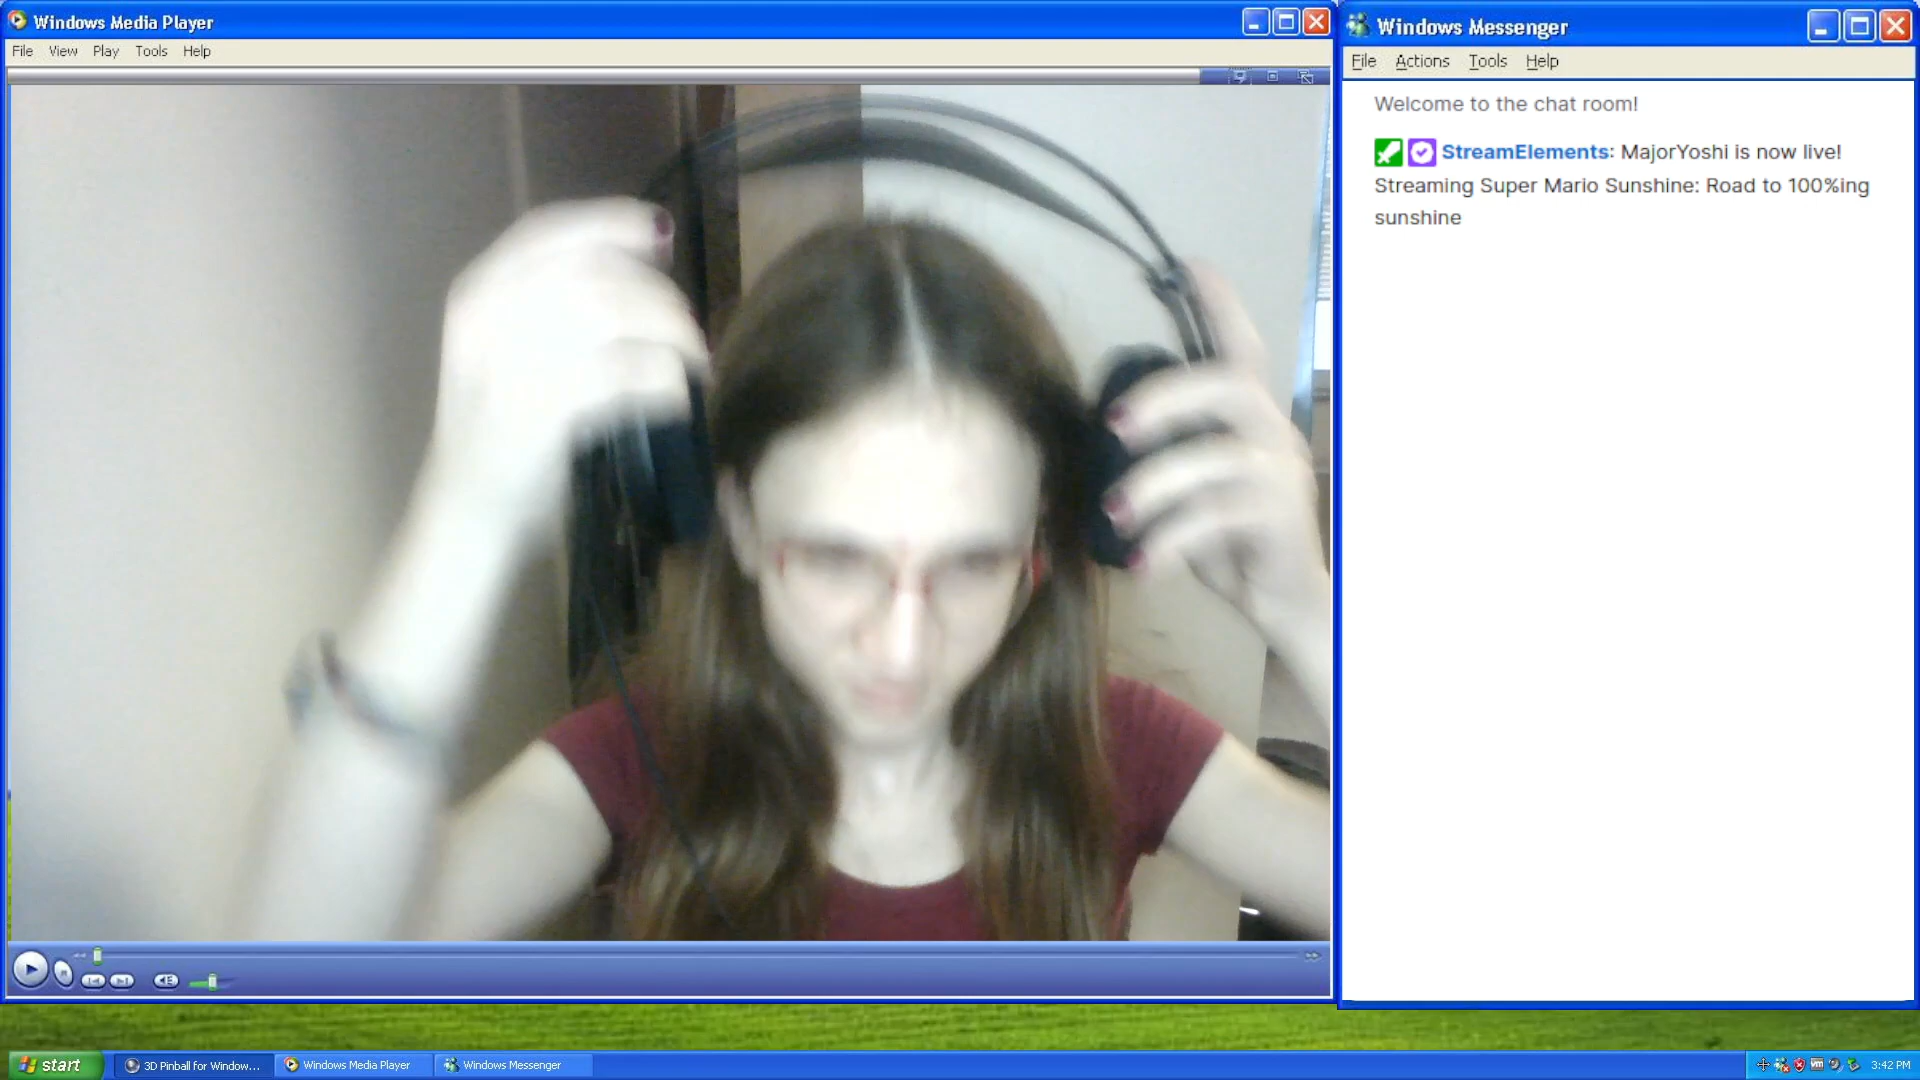 Windows Media Player
File View Play Tools Help
Windows Messenger
File Actions Tools Help
Welcome to the chat room!
StreamElements: MajorYoshi is now live!
Streaming Super Mario Sunshine: Road to 100%ing
sunshine
start
3D Pinball for Window...
Windows Media Player
Windows Messenger
3:42 PM